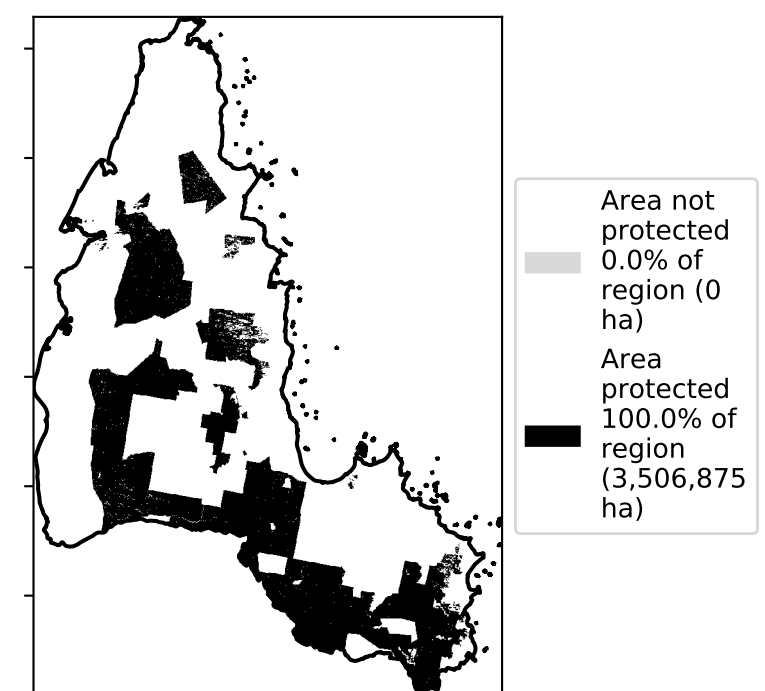 Area not
protected
0.0% of
region (0
ha)
Area
protected
100.0% of
region
(3,506,875
ha)